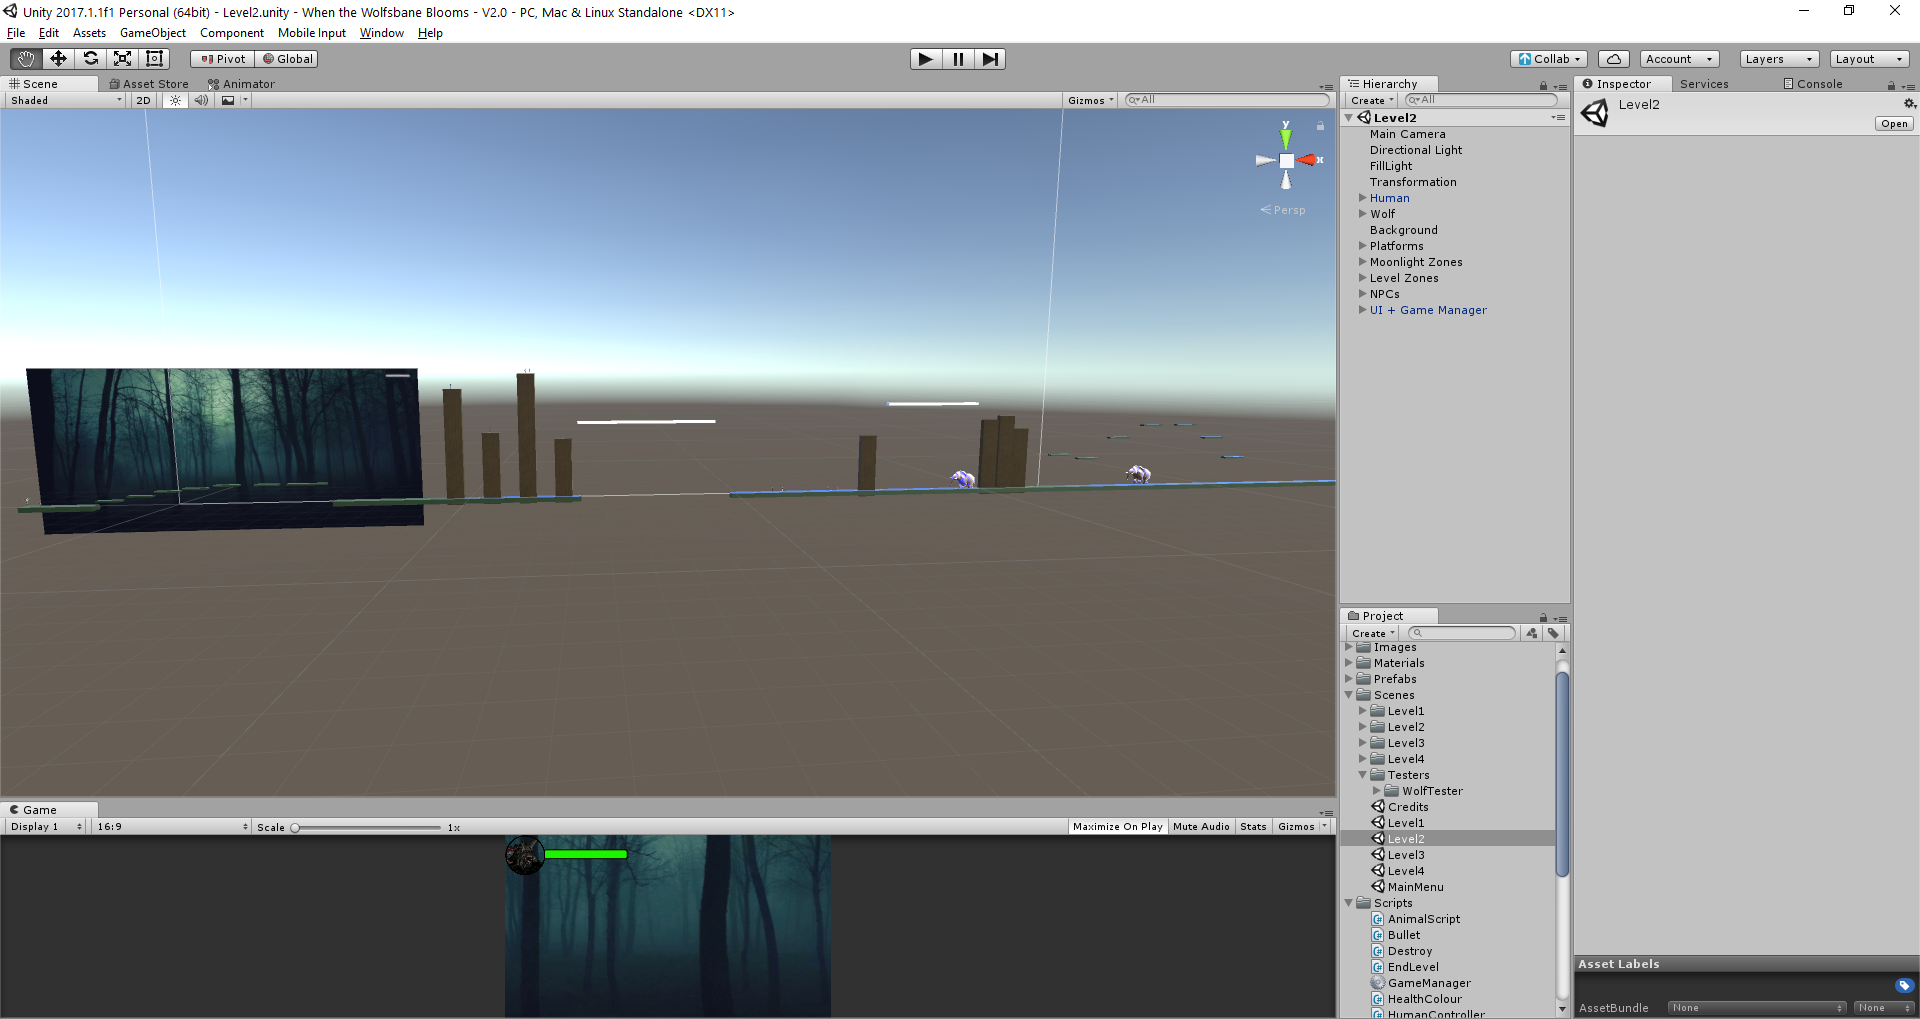 Unity 2017.1.1f1 Personal (64bit) - Level2.unity - When the Wolfsbane Blooms - V2.0 - PC, Mac & Linux Standalone <DX11>
File Edit Assets GameObject Component Mobile Input Window Help
Pivot Global Collab Account Layers Layout
Scene Asset Store Animator
Shaded 2D Gizmos All
y
x
Persp
Hierarchy
Create All
Level2
Main Camera
Directional Light
FillLight
Transformation
Human
Wolf
Background
Platforms
Moonlight Zones
Level Zones
NPCs
UI + Game Manager
Inspector Services Console
Level2
Open
Project
Create
Images
Materials
Prefabs
Scenes
Level1
Level2
Level3
Level4
Testers
WolfTester
Credits
Level1
Level2
Level3
Level4
MainMenu
Scripts
AnimalScript
Bullet
Destroy
EndLevel
GameManager
HealthColour
HumanController
Game
Display 1 16:9 Scale 1x Maximize On Play Mute Audio Stats Gizmos
Asset Labels
AssetBundle None None